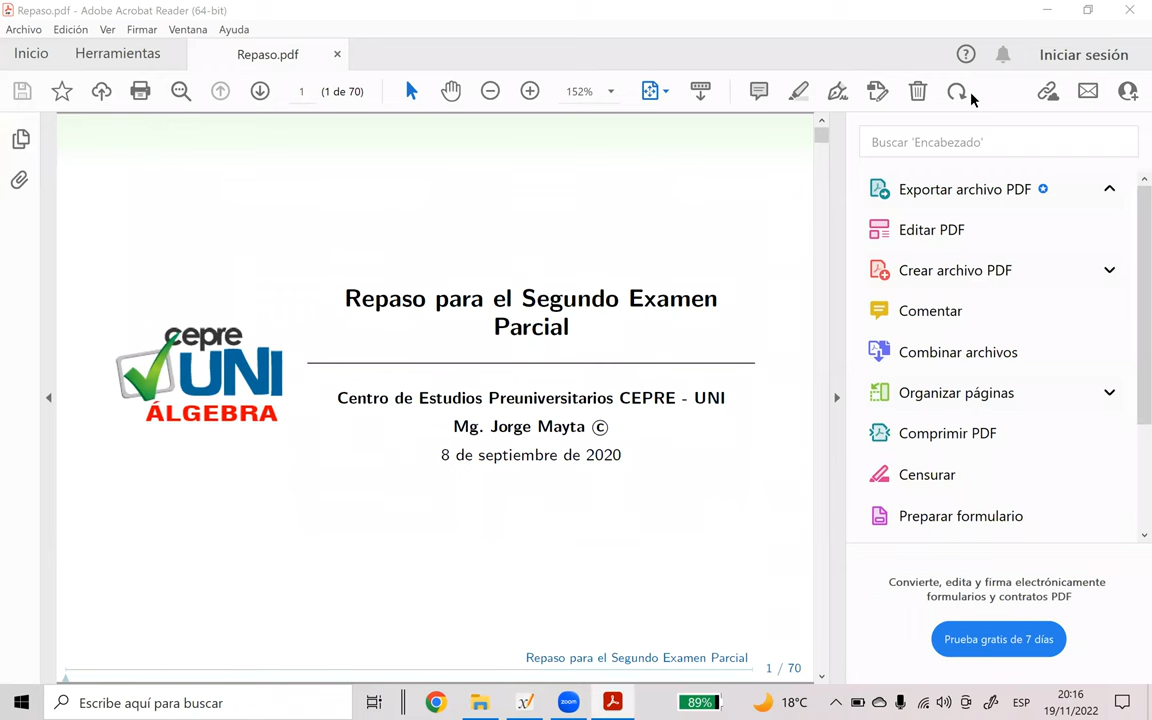 Repaso.pdf - Adobe Acrobat Reader (64-bit)
Archivo Edición Ver Firmar Ventana Ayuda
Inicio Herramientas Repaso.pdf × Iniciar sesión
1 (1 de 70) 152%
Buscar 'Encabezado'
Exportar archivo PDF
Editar PDF
Crear archivo PDF
Comentar
Combinar archivos
Organizar páginas
Comprimir PDF
Censurar
Preparar formulario
Convierte, edita y firma electrónicamente
formularios y contratos PDF
Prueba gratis de 7 días
Repaso para el Segundo Examen
Parcial
cepre
UNI
ÁLGEBRA
Centro de Estudios Preuniversitarios CEPRE - UNI
Mg. Jorge Mayta ©
8 de septiembre de 2020
Repaso para el Segundo Examen Parcial
1 / 70
Escribe aquí para buscar
zoom
89%
18°C
ESP
20:16
19/11/2022